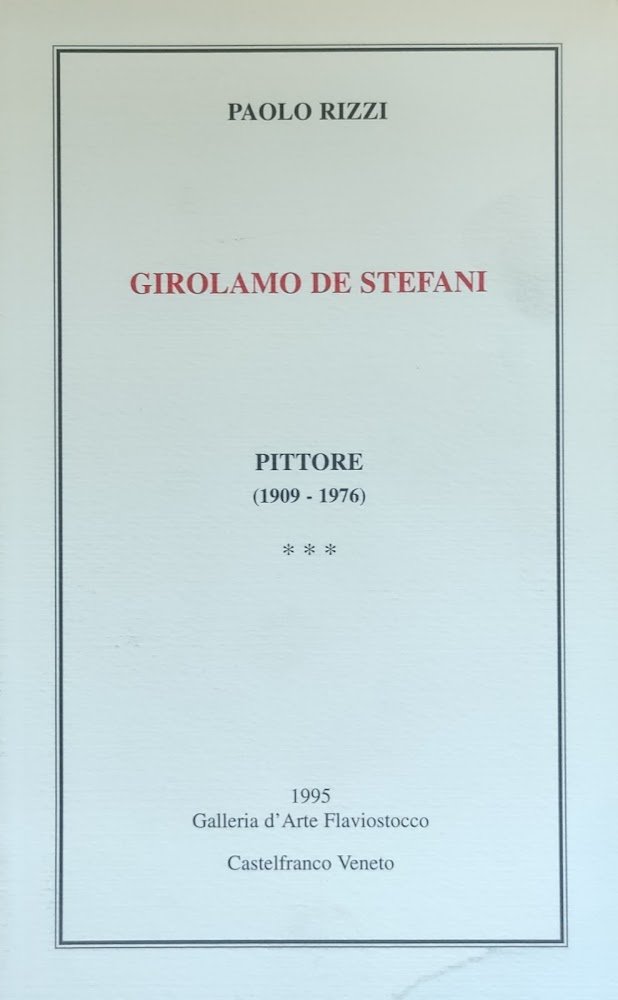 PAOLO RIZZI
GIROLAMO DE STEFANI
PITTORE
(1909 - 1976)
* * *
1995
Galleria d'Arte Flaviostocco
Castelfranco Veneto